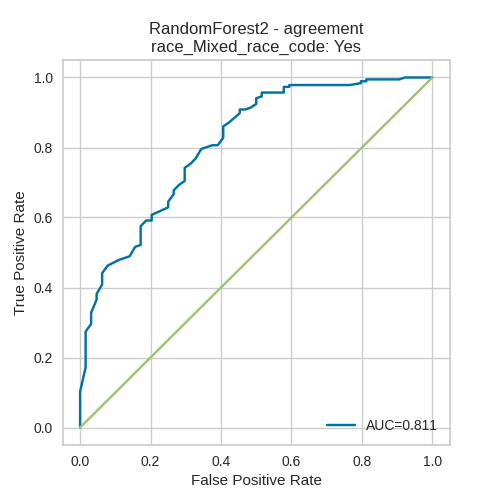 RandomForest2 - agreement
race_Mixed_race_code: Yes
1.0
0.8
0.6
0.4
0.2
0.0
True Positive Rate
AUC=0.811
0.0 0.2 0.4 0.6 0.8 1.0
False Positive Rate